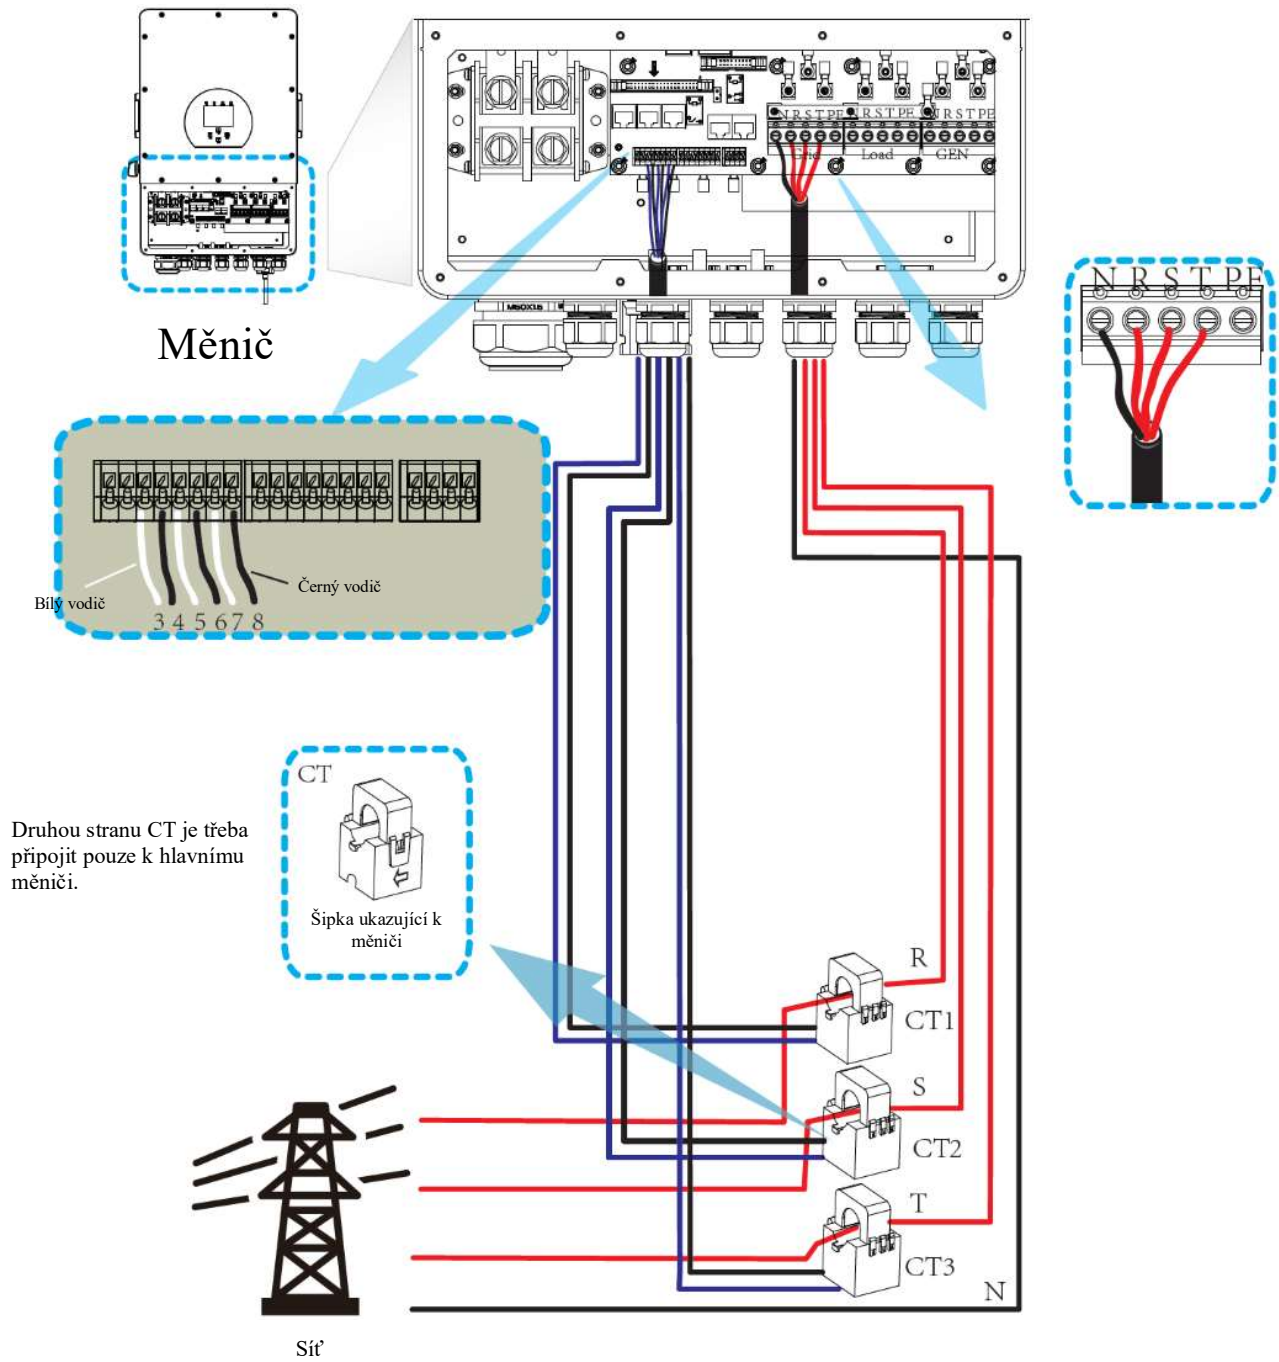 M50X1.5
N R S T PE
N R S T PE
N R S T PE
Grid
Load
GEN
N R S T PE
Měnič
Bílý vodič
Černý vodič
3 4 5 6 7 8
CT
Šipka ukazující k
měniči
Druhou stranu CT je třeba
připojit pouze k hlavnímu
měniči.
R
CT1
S
CT2
T
CT3
N
Síť